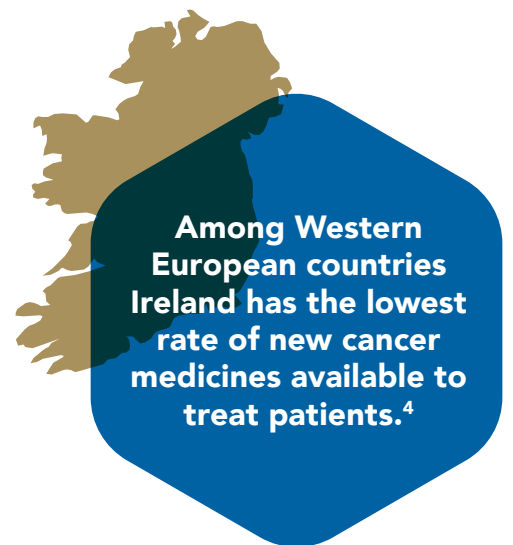 Among Western
European countries
Ireland has the lowest
rate of new cancer
medicines available to
treat patients.⁴